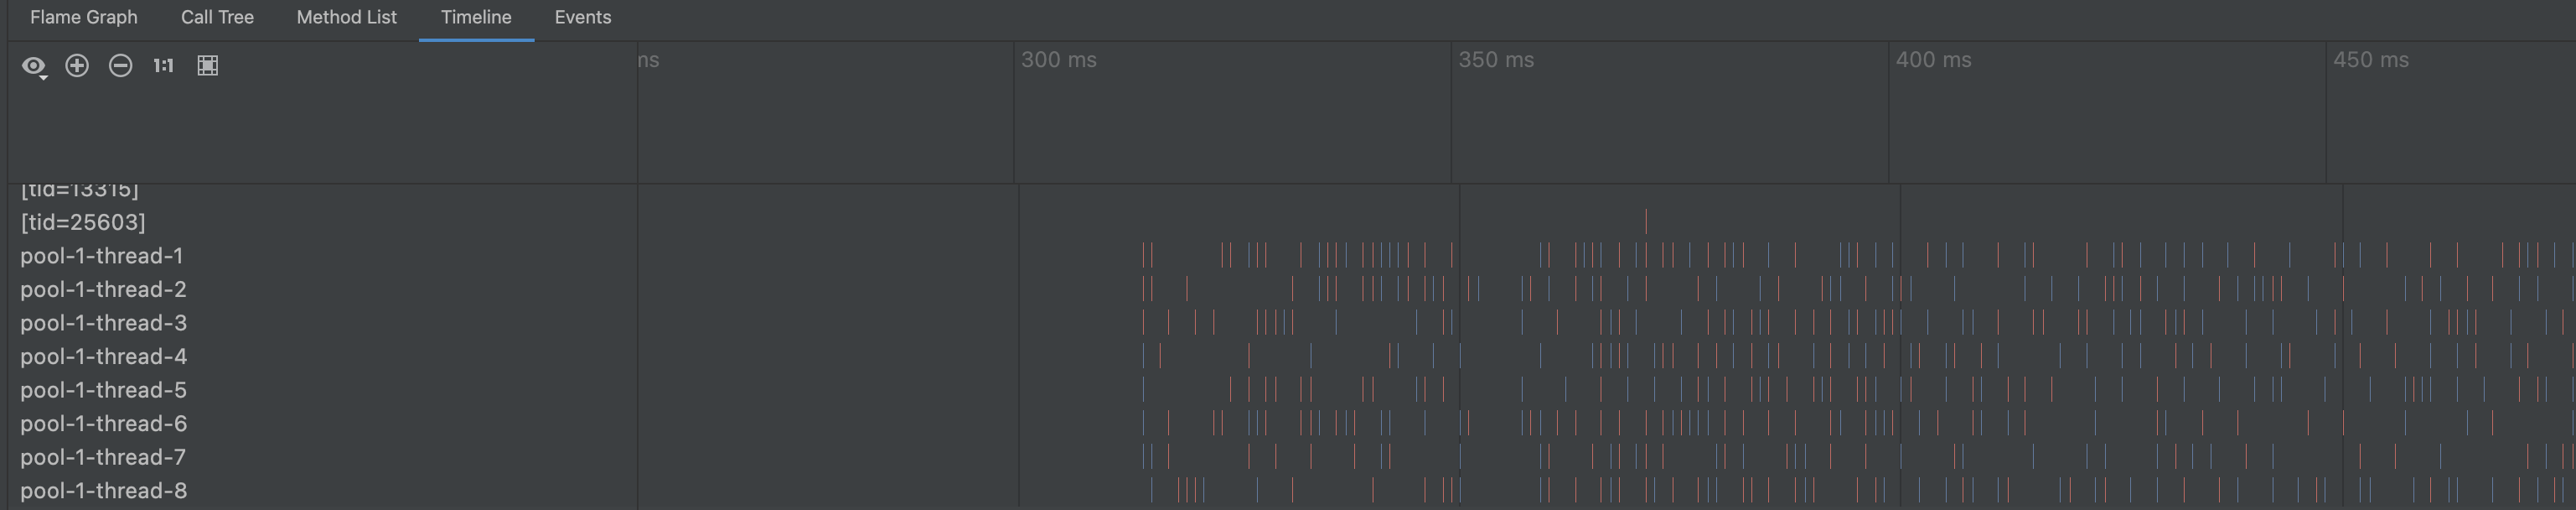 Flame Graph Call Tree Method List Timeline Events
1:1 ms 300 ms 350 ms 400 ms 450 ms
[tid=13315]
[tid=25603]
pool-1-thread-1
pool-1-thread-2
pool-1-thread-3
pool-1-thread-4
pool-1-thread-5
pool-1-thread-6
pool-1-thread-7
pool-1-thread-8